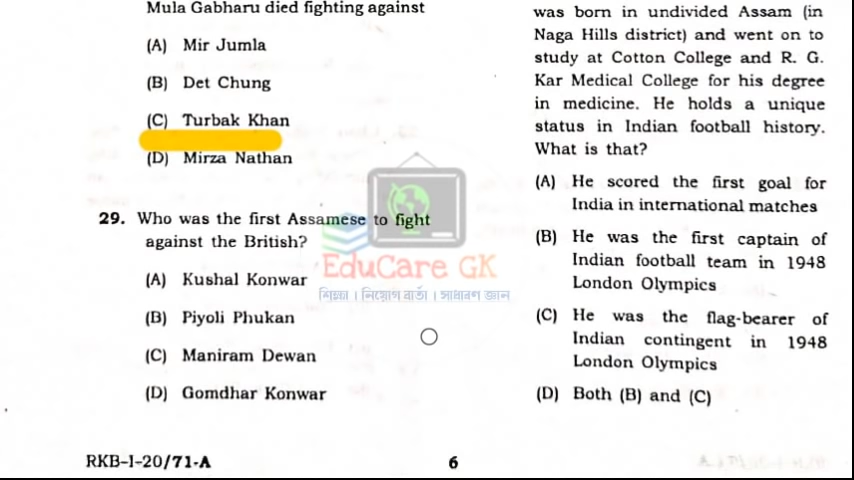 Mula Gabharu died fighting against
(A) Mir Jumla
(B) Det Chung
(C) Turbak Khan
(D) Mirza Nathan
29. Who was the first Assamese to fight
against the British?
(A) Kushal Konwar
(B) Piyoli Phukan
(C) Maniram Dewan
(D) Gomdhar Konwar
was born in undivided Assam (in
Naga Hills district) and went on to
study at Cotton College and R. G.
Kar Medical College for his degree
in medicine. He holds a unique
status in Indian football history.
What is that?
(A) He scored the first goal for
India in international matches
(B) He was the first captain of
Indian football team in 1948
London Olympics
(C) He was the flag-bearer of
Indian contingent in 1948
London Olympics
(D) Both (B) and (C)
EduCare GK
শিক্ষা । নিয়োগ বাৰ্তা । সাধাৰণ জ্ঞান
RKB-1-20/71-A
6